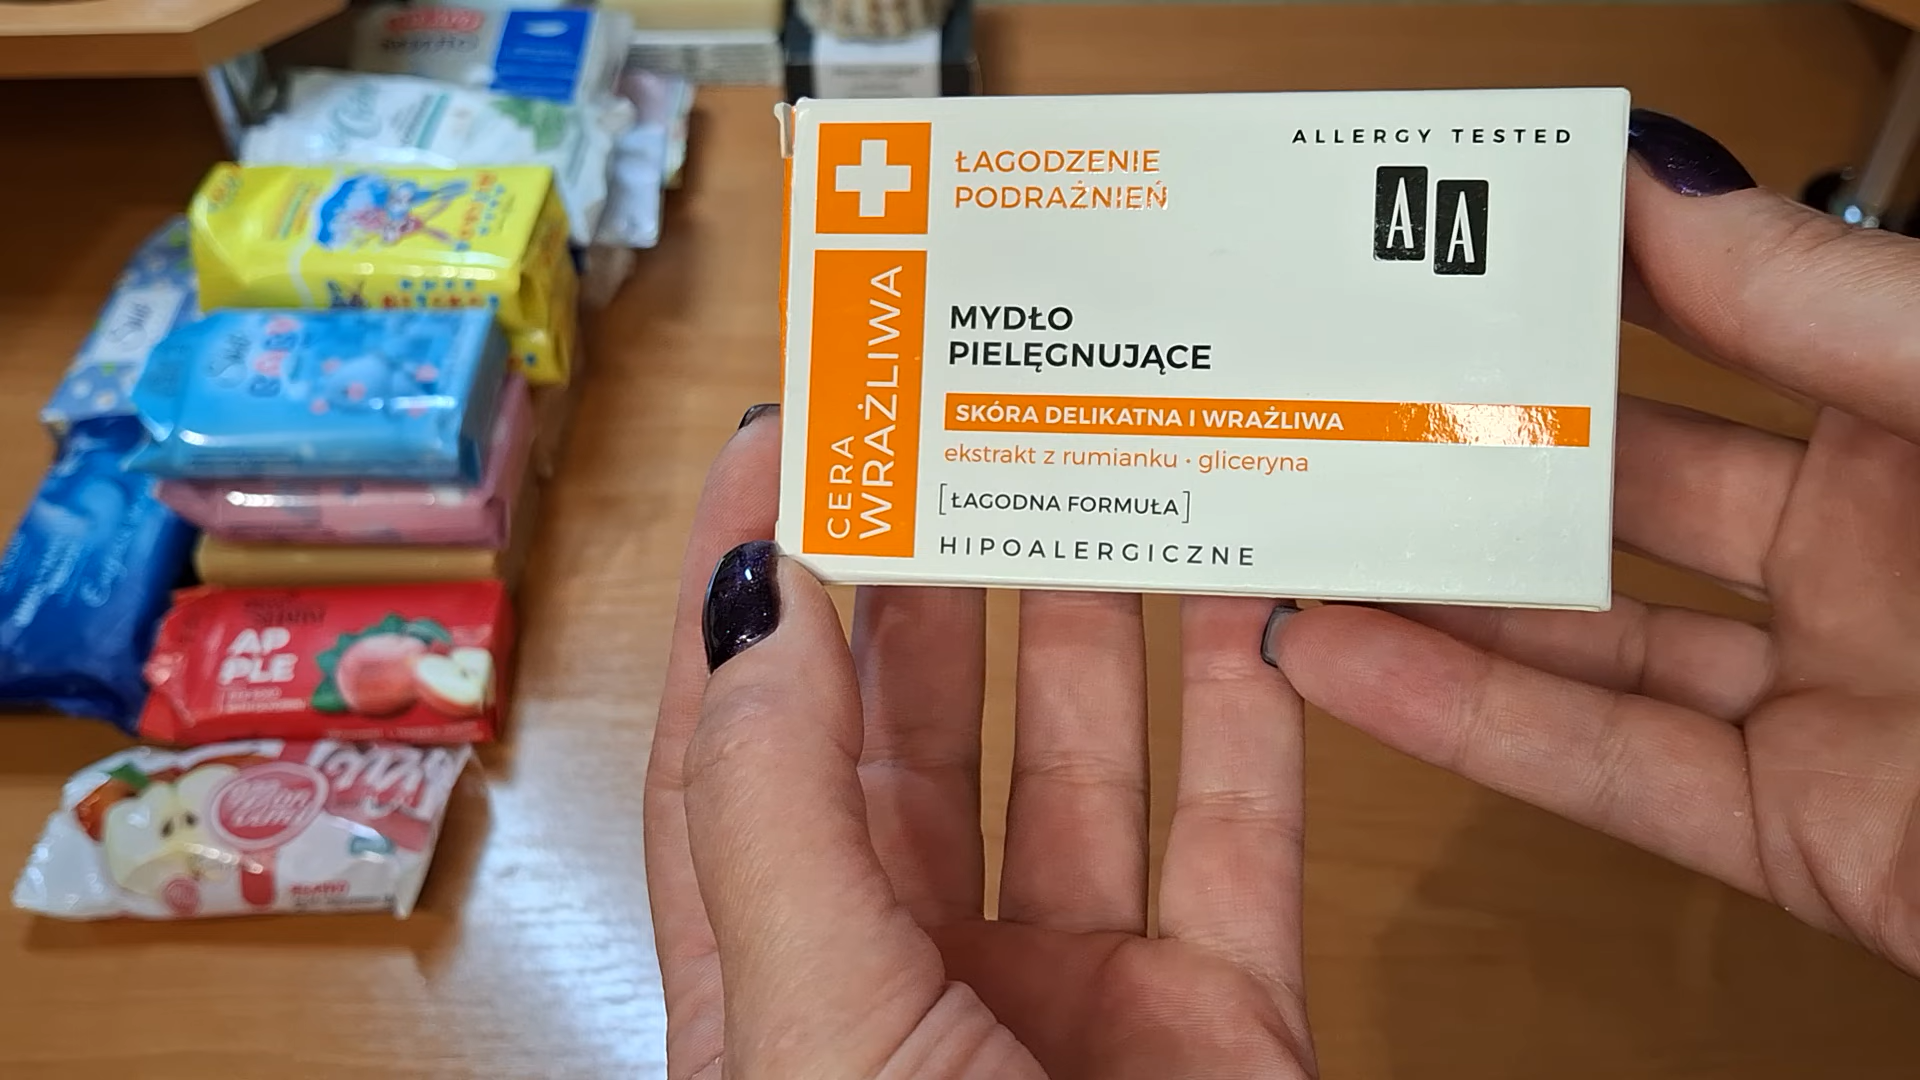 ALLERGY TESTED
AA
ŁAGODZENIE
PODRAŻNIEŃ
CERA
WRAŻLIWA
MYDŁO
PIELĘGNUJĄCE
SKÓRA DELIKATNA I WRAŻLIWA
ekstrakt z rumianku • gliceryna
[ŁAGODNA FORMUŁA]
HIPOALERGICZNE
BABY
AP
PLE